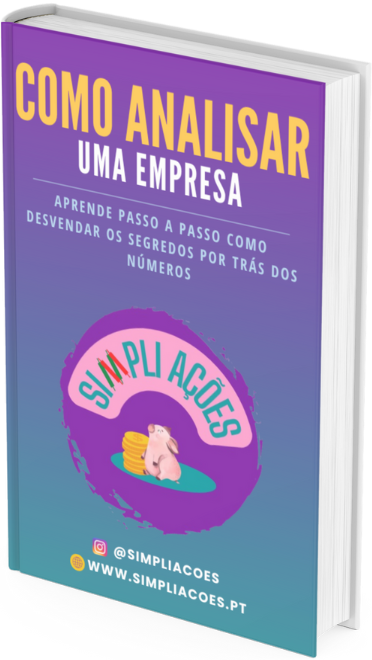 COMO ANALISAR
UMA EMPRESA
APRENDE PASSO A PASSO COMO
DESVENDAR OS SEGREDOS POR TRÁS DOS
NÚMEROS
SIMPLI AÇÕES
@SIMPLIACOES
WWW.SIMPLIACOES.PT